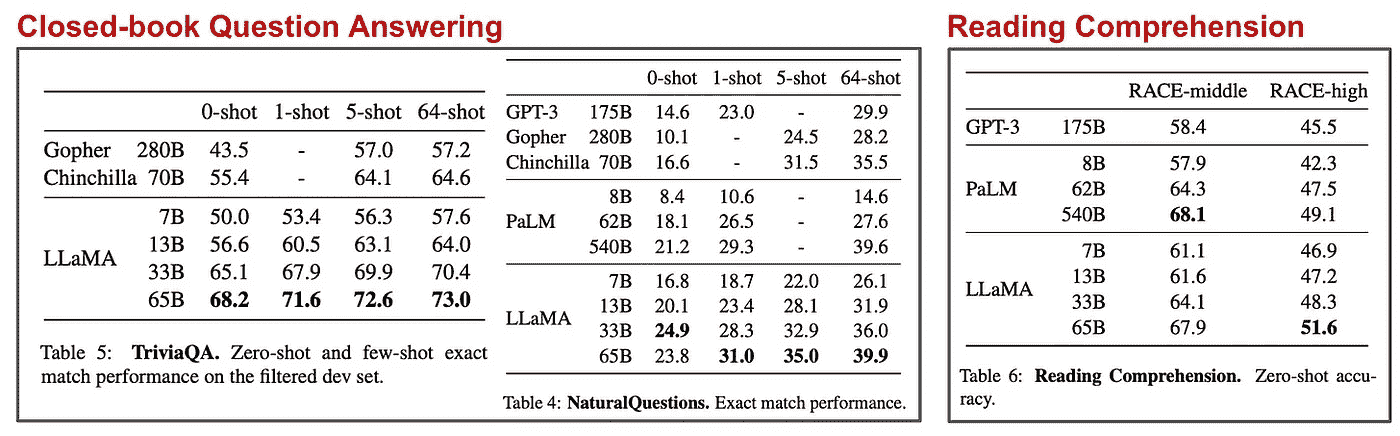 Closed-book Question Answering
0-shot 1-shot 5-shot 64-shot
Gopher 280B 43.5 - 57.0 57.2
Chinchilla 70B 55.4 - 64.1 64.6
LLaMA
7B 50.0 53.4 56.3 57.6
13B 56.6 60.5 63.1 64.0
33B 65.1 67.9 69.9 70.4
65B 68.2 71.6 72.6 73.0
Table 5: TriviaQA. Zero-shot and few-shot exact
match performance on the filtered dev set.
0-shot 1-shot 5-shot 64-shot
GPT-3 175B 14.6 23.0 - 29.9
Gopher 280B 10.1 - 24.5 28.2
Chinchilla 70B 16.6 - 31.5 35.5
PaLM
8B 8.4 10.6 - 14.6
62B 18.1 26.5 - 27.6
540B 21.2 29.3 - 39.6
LLaMA
7B 16.8 18.7 22.0 26.1
13B 20.1 23.4 28.1 31.9
33B 24.9 28.3 32.9 36.0
65B 23.8 31.0 35.0 39.9
Table 4: NaturalQuestions. Exact match performance.
Reading Comprehension
RACE-middle RACE-high
GPT-3 175B 58.4 45.5
PaLM
8B 57.9 42.3
62B 64.3 47.5
540B 68.1 49.1
LLaMA
7B 61.1 46.9
13B 61.6 47.2
33B 64.1 48.3
65B 67.9 51.6
Table 6: Reading Comprehension. Zero-shot accu-
racy.